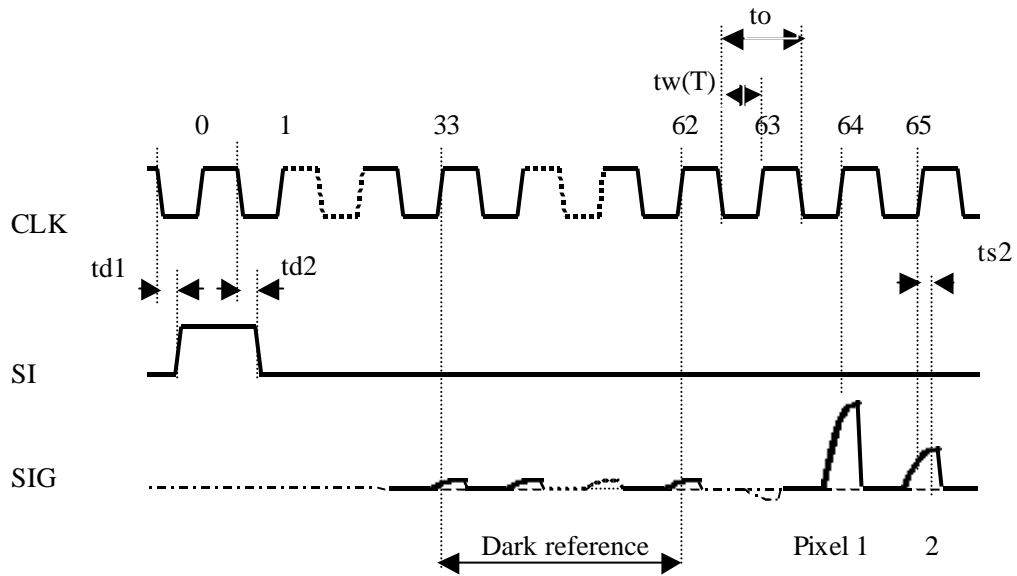 to
tw(T)
0 1 33 62 63 64 65
CLK
td1 td2 ts2
SI
SIG
Dark reference Pixel 1 2